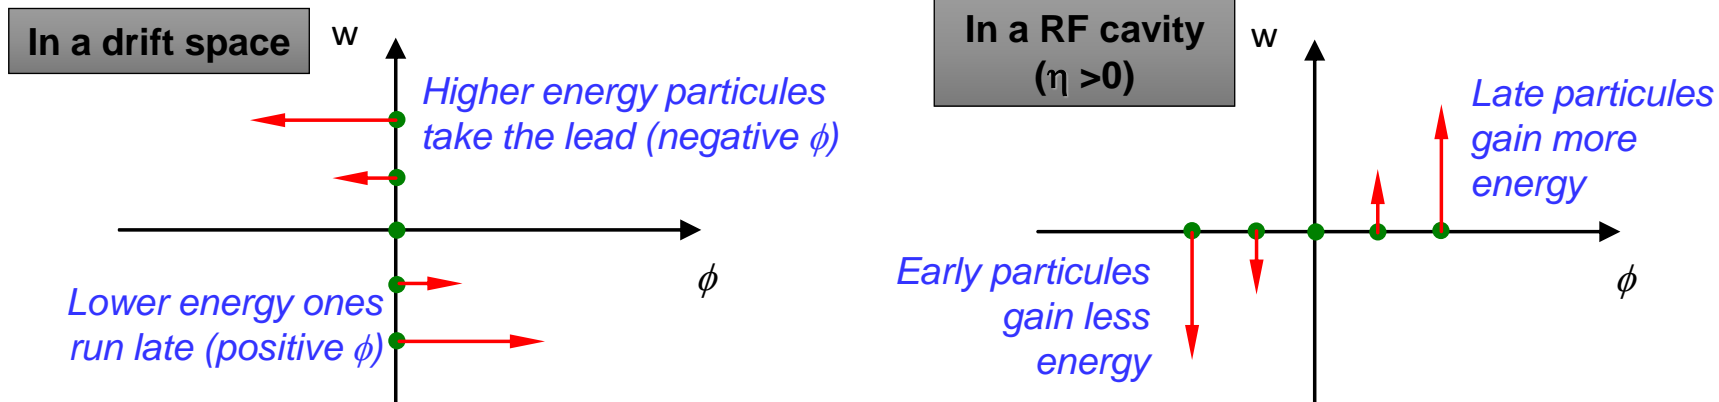 In a drift space
w
Higher energy particules
take the lead (negative ϕ)
Lower energy ones
run late (positive ϕ)
ϕ
In a RF cavity
(η >0)
w
Late particules
gain more
energy
Early particules
gain less
energy
ϕ